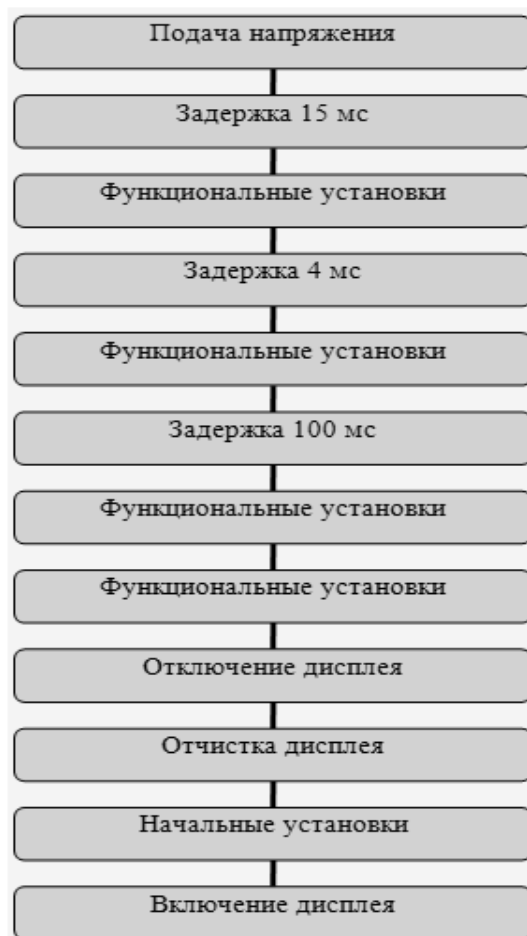 Подача напряжения
Задержка 15 мс
Функциональные установки
Задержка 4 мс
Функциональные установки
Задержка 100 мс
Функциональные установки
Функциональные установки
Отключение дисплея
Отчистка дисплея
Начальные установки
Включение дисплея